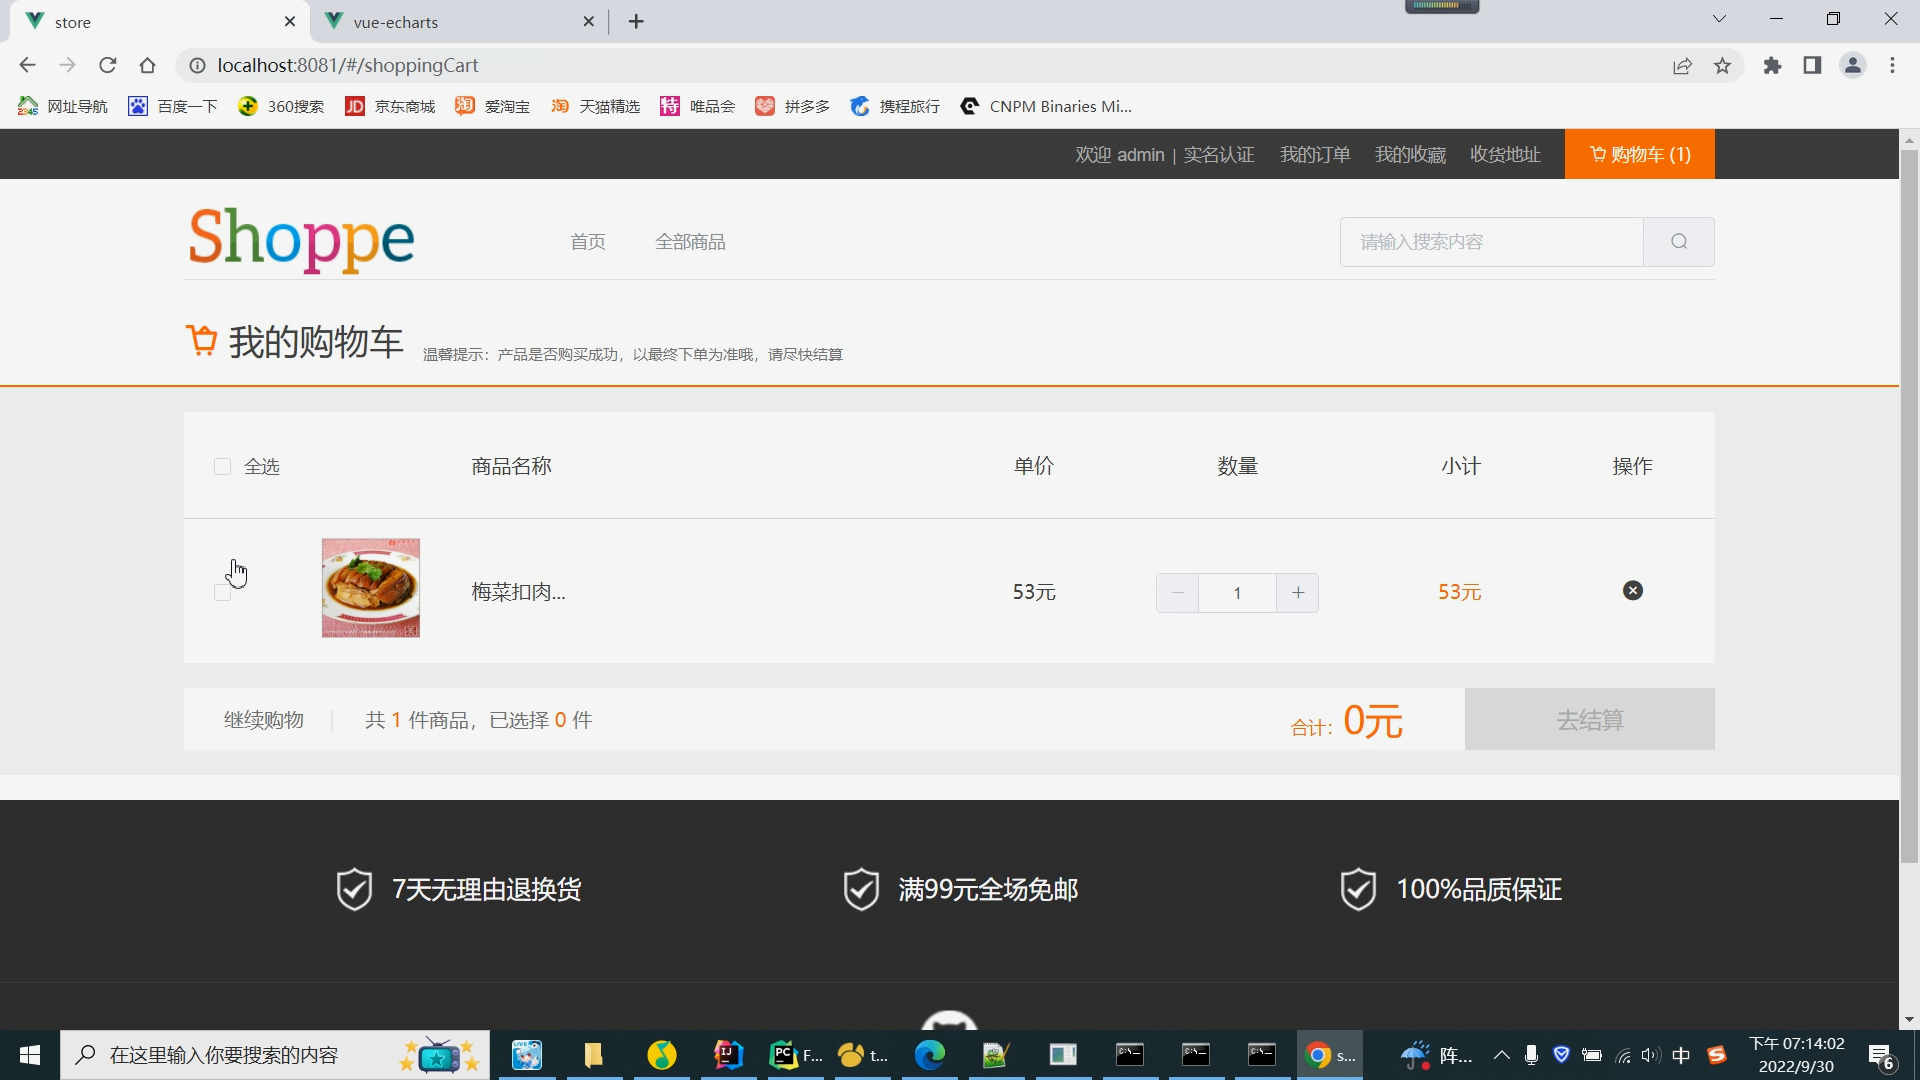 store
vue-echarts
localhost:8081/#/shoppingCart
网址导航
百度一下
360搜索
JD 京东商城
淘 爱淘宝
淘 天猫精选
特 唯品会
拼多多
携程旅行
CNPM Binaries Mi...
欢迎 admin | 实名认证
我的订单
我的收藏
收货地址
购物车 (1)
Shoppe
首页
全部商品
请输入搜索内容
我的购物车
温馨提示：产品是否购买成功，以最终下单为准哦，请尽快结算
全选
商品名称
单价
数量
小计
操作
梅菜扣肉...
53元
1
53元
继续购物
共 1 件商品，已选择 0 件
合计：0元
去结算
7天无理由退换货
满99元全场免邮
100%品质保证
在这里输入你要搜索的内容
F...
t...
s...
阵...
中
下午 07:14:02
2022/9/30
6